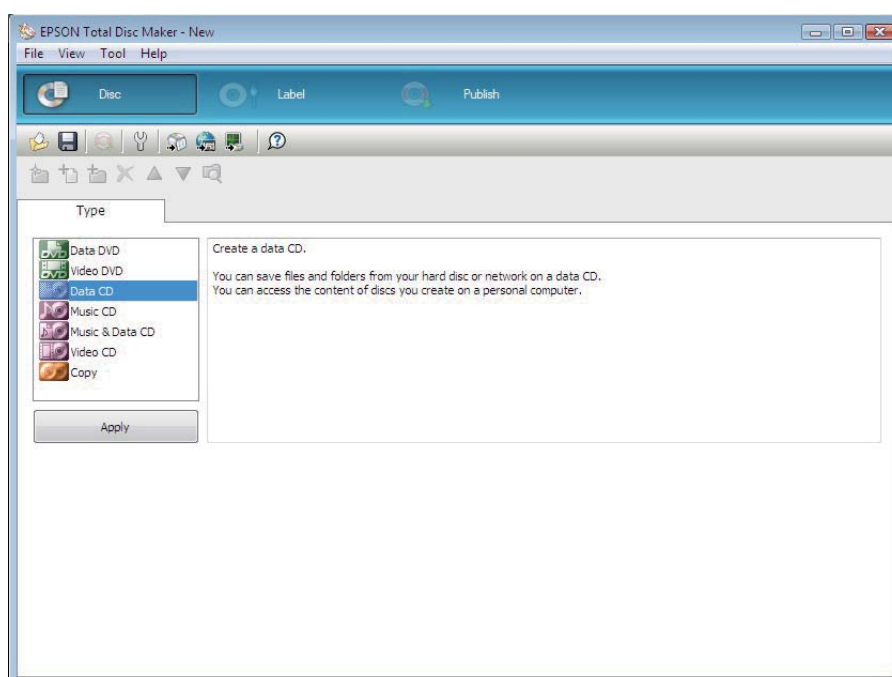 EPSON Total Disc Maker - New
File View Tool Help
Disc Label Publish
Type
Data DVD
Video DVD
Data CD
Music CD
Music & Data CD
Video CD
Copy
Apply
Create a data CD.
You can save files and folders from your hard disc or network on a data CD.
You can access the content of discs you create on a personal computer.